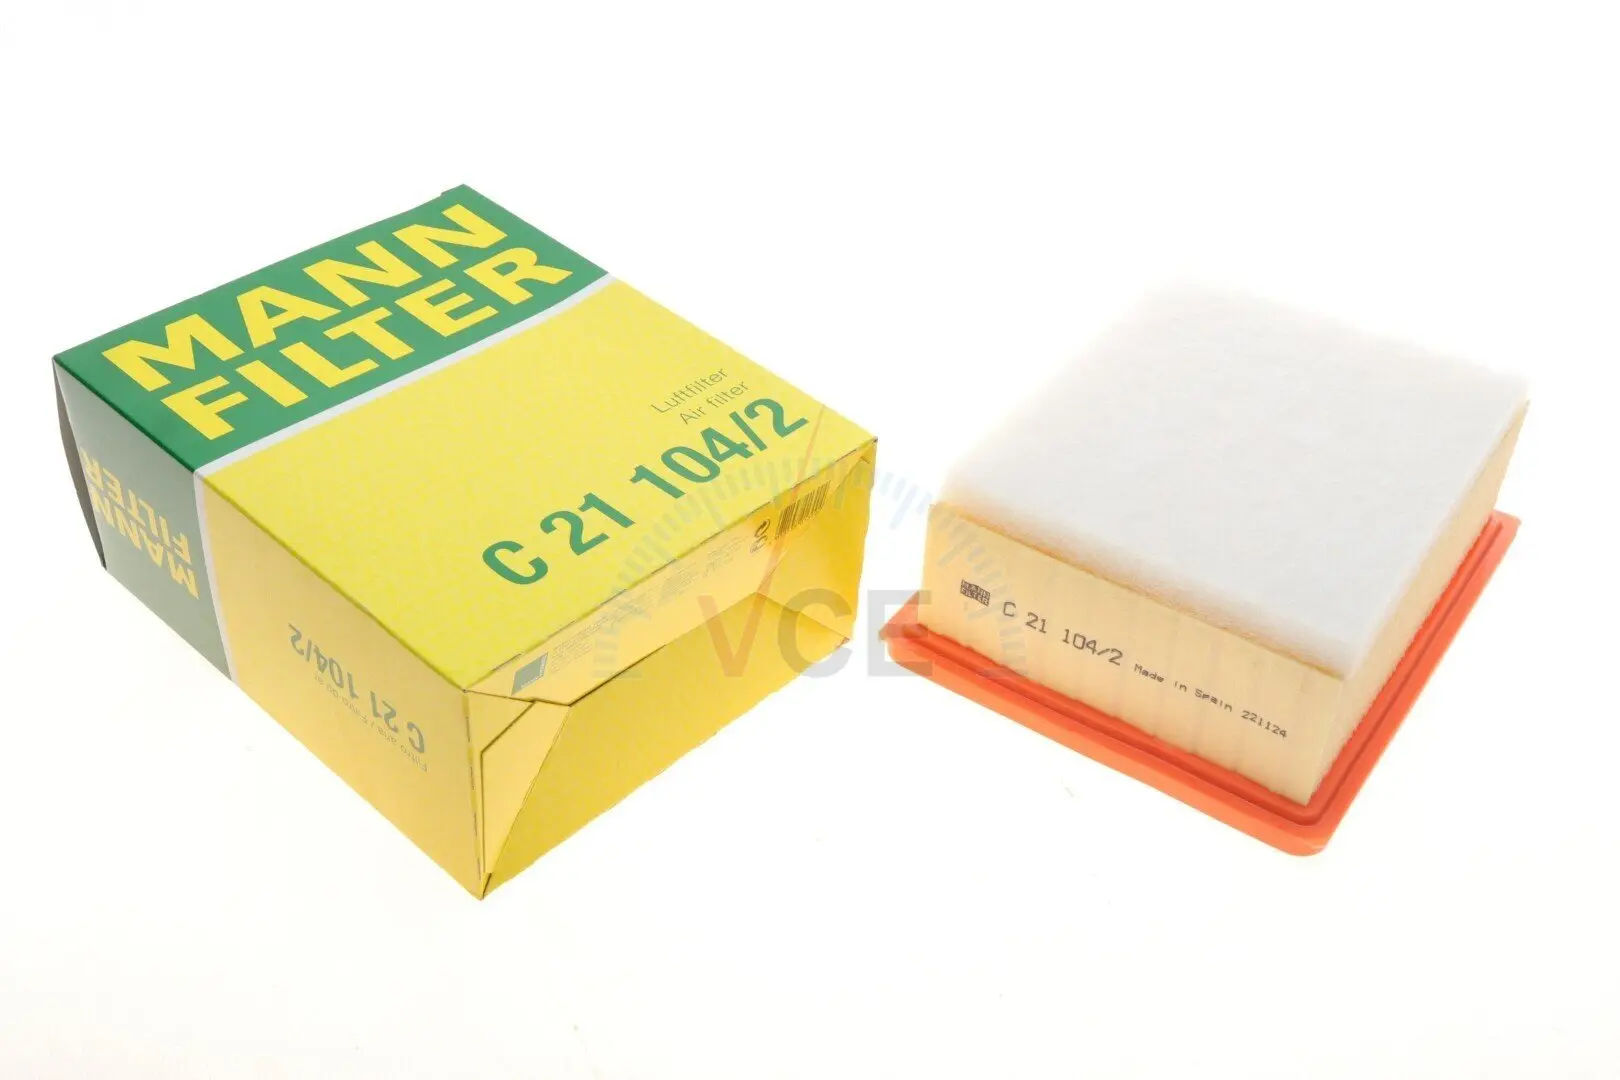 MANN
FILTER
Luftfilter
Air filter
C 21 104/2
MANN
FILTER
C 21 104/2
VCE
MANN
FILTER
C 21 104/2 Made in Spain 221124